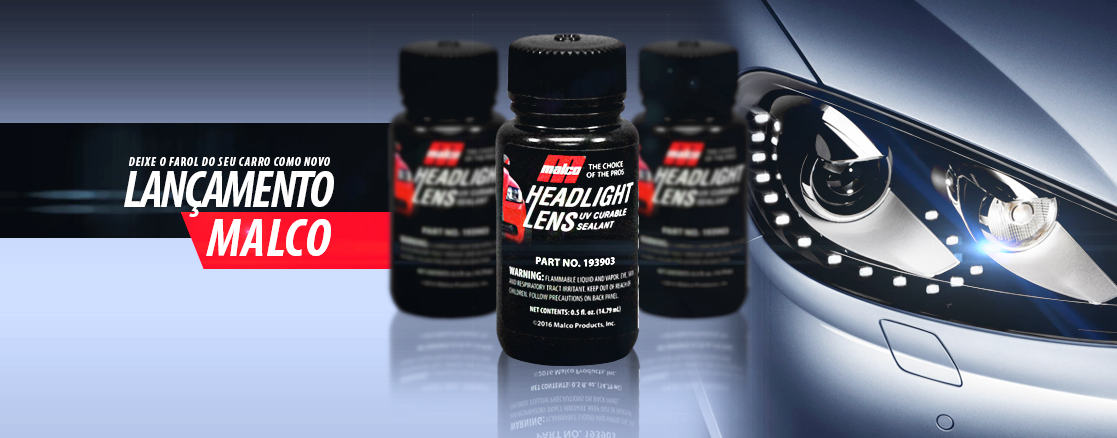 DEIXE O FAROL DO SEU CARRO COMO NOVO
LANÇAMENTO
MALCO
malco
THE CHOICE
OF THE PROS
HEADLIGHT
LENS
UV CURABLE
SEALANT
PART NO. 193903
WARNING: FLAMMABLE LIQUID AND VAPOR. EYE, SKIN
AND RESPIRATORY TRACT IRRITANT. KEEP OUT OF REACH OF
CHILDREN. FOLLOW PRECAUTIONS ON BACK PANEL.
NET CONTENTS: 0.5 fl. oz. (14.79 mL)
©2016 Malco Products, Inc.